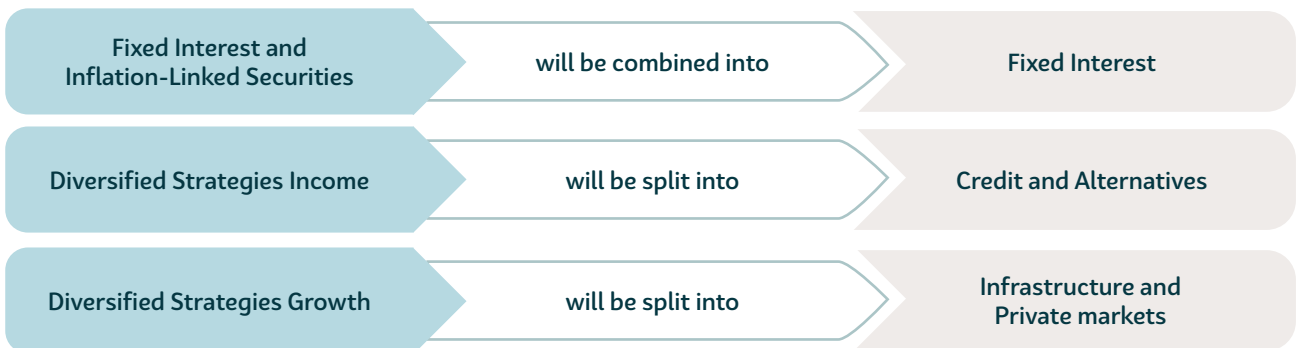 Fixed Interest and
Inflation-Linked Securities
will be combined into
Fixed Interest
Diversified Strategies Income
will be split into
Credit and Alternatives
Diversified Strategies Growth
will be split into
Infrastructure and
Private markets